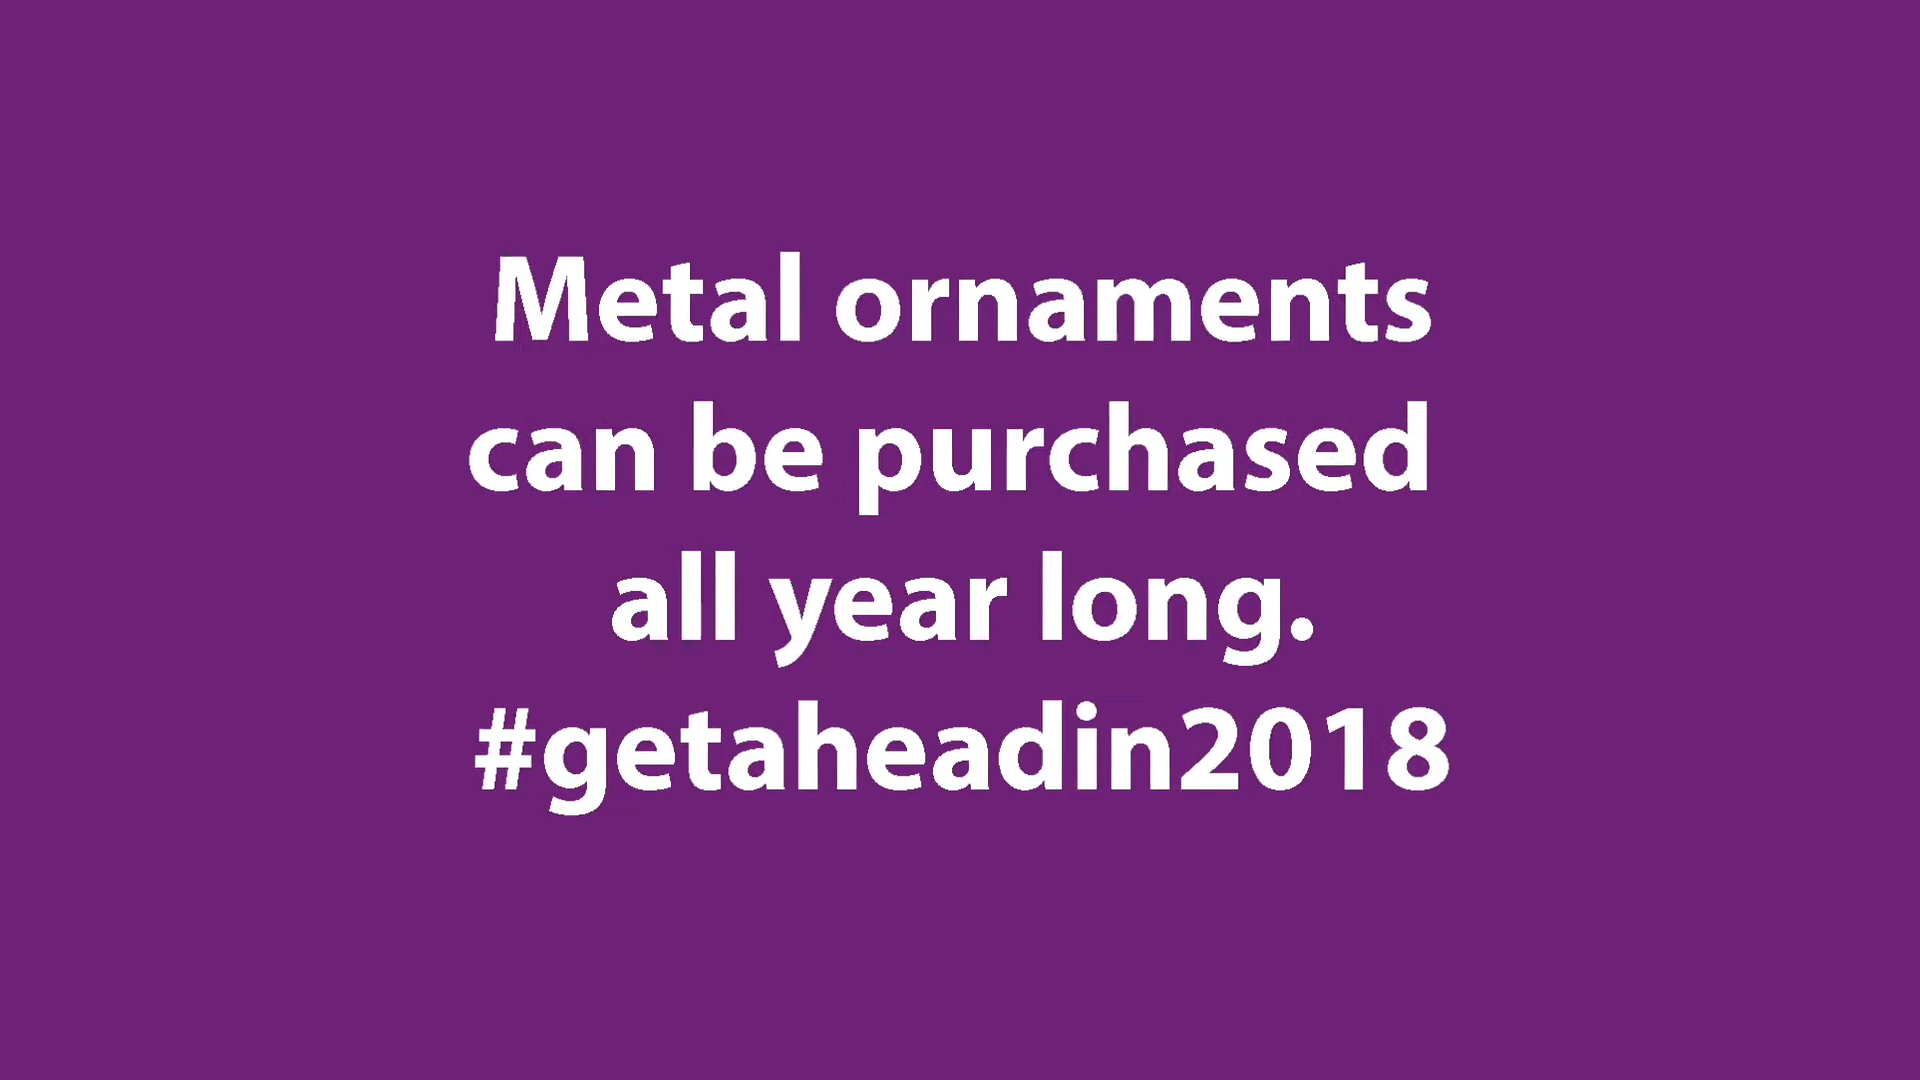 Metal ornaments
can be purchased
all year long.
#getaheadin2018